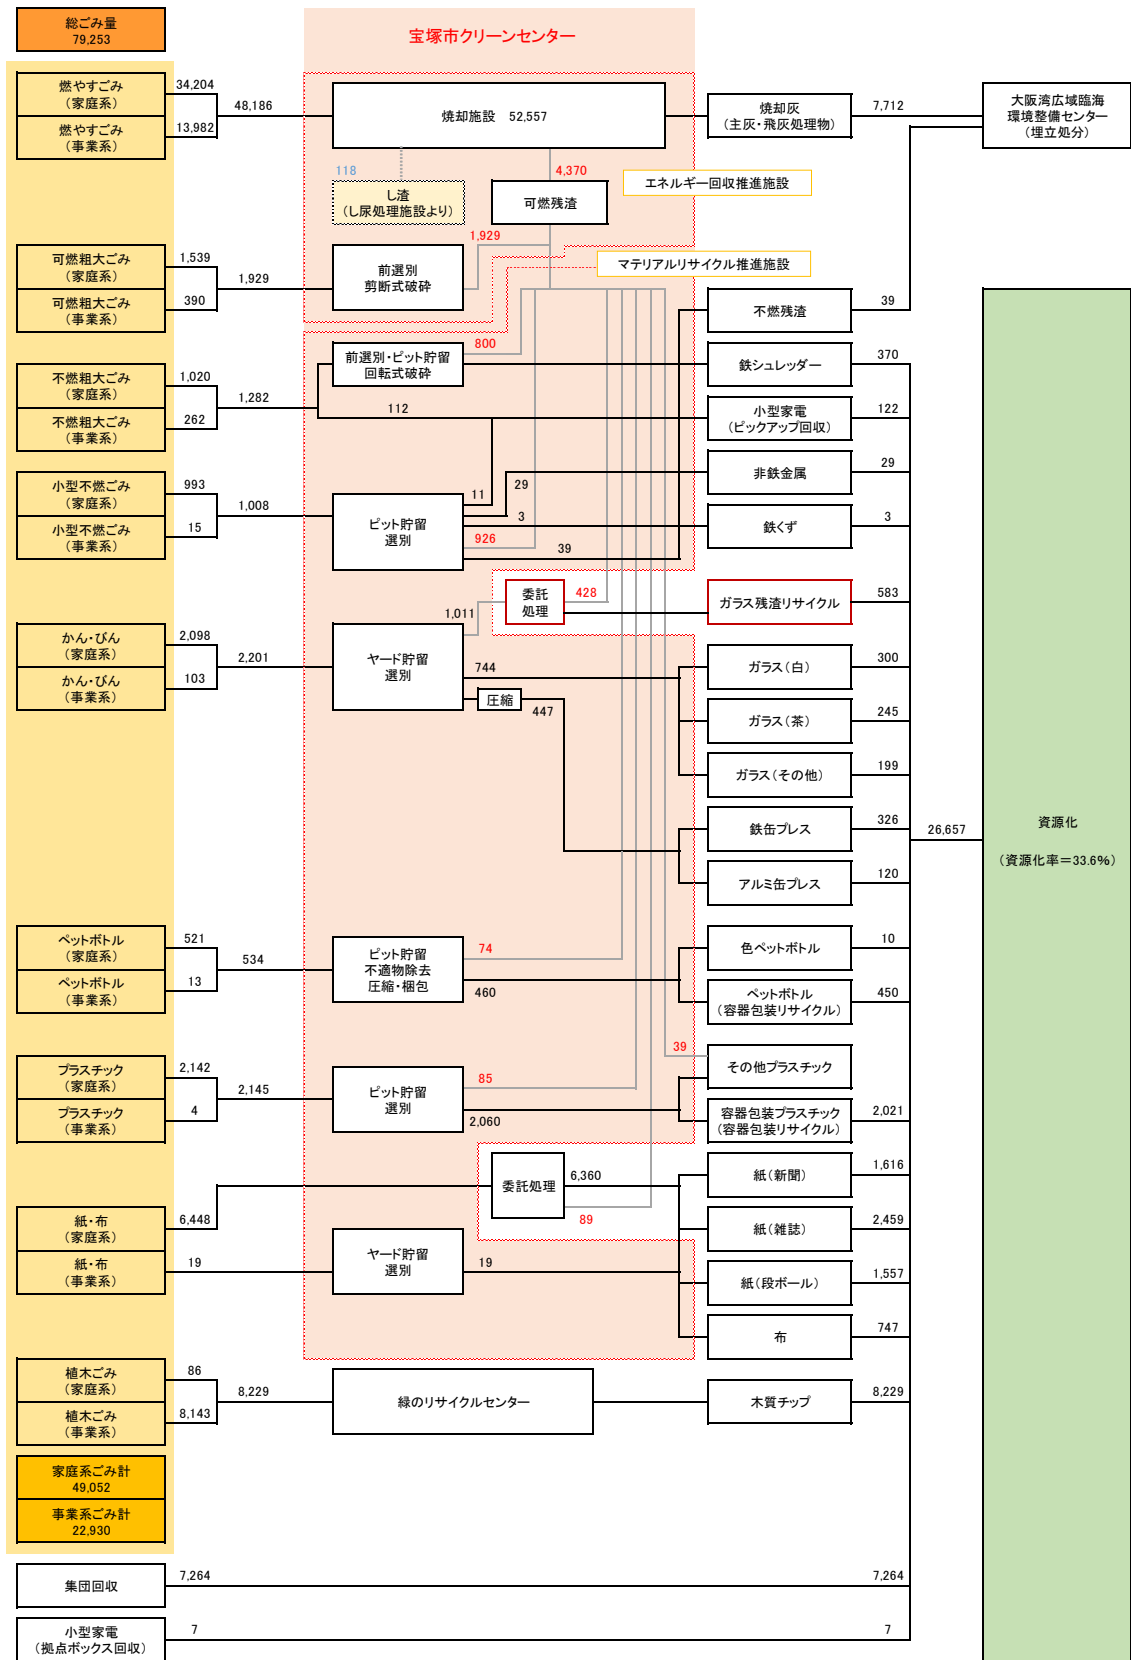 総ごみ量
79,253
宝塚市クリーンセンター
燃やすごみ
(家庭系)
34,204
燃やすごみ
(事業系)
13,982
48,186
焼却施設 52,557
焼却灰
(主灰・飛灰処理物)
7,712
大阪湾広域臨海
環境整備センター
(埋立処分)
118
し渣
(し尿処理施設より)
4,370
可燃残渣
エネルギー回収推進施設
可燃粗大ごみ
(家庭系)
1,539
可燃粗大ごみ
(事業系)
390
1,929
前選別
剪断式破砕
1,929
マテリアルリサイクル推進施設
不燃残渣
39
不燃粗大ごみ
(家庭系)
1,020
不燃粗大ごみ
(事業系)
262
1,282
前選別・ピット貯留
回転式破砕
800
112
鉄シュレッダー
370
小型家電
(ピックアップ回収)
122
小型不燃ごみ
(家庭系)
993
小型不燃ごみ
(事業系)
15
1,008
ピット貯留
選別
11
29
3
926
39
非鉄金属
29
鉄くず
3
委託
処理
428
ガラス残渣リサイクル
583
かん・びん
(家庭系)
2,098
かん・びん
(事業系)
103
2,201
ヤード貯留
選別
1,011
744
圧縮
447
ガラス(白)
300
ガラス(茶)
245
ガラス(その他)
199
鉄缶プレス
326
アルミ缶プレス
120
26,657
資源化
(資源化率=33.6%)
ペットボトル
(家庭系)
521
ペットボトル
(事業系)
13
534
ピット貯留
不適物除去
圧縮・梱包
74
460
色ペットボトル
10
ペットボトル
(容器包装リサイクル)
450
プラスチック
(家庭系)
2,142
プラスチック
(事業系)
4
2,145
ピット貯留
選別
85
2,060
39
その他プラスチック
容器包装プラスチック
(容器包装リサイクル)
2,021
紙・布
(家庭系)
6,448
紙・布
(事業系)
19
委託処理
6,360
89
ヤード貯留
選別
19
紙(新聞)
1,616
紙(雑誌)
2,459
紙(段ボール)
1,557
布
747
植木ごみ
(家庭系)
86
植木ごみ
(事業系)
8,143
8,229
緑のリサイクルセンター
木質チップ
8,229
家庭系ごみ計
49,052
事業系ごみ計
22,930
集団回収
7,264
7,264
小型家電
(拠点ボックス回収)
7
7